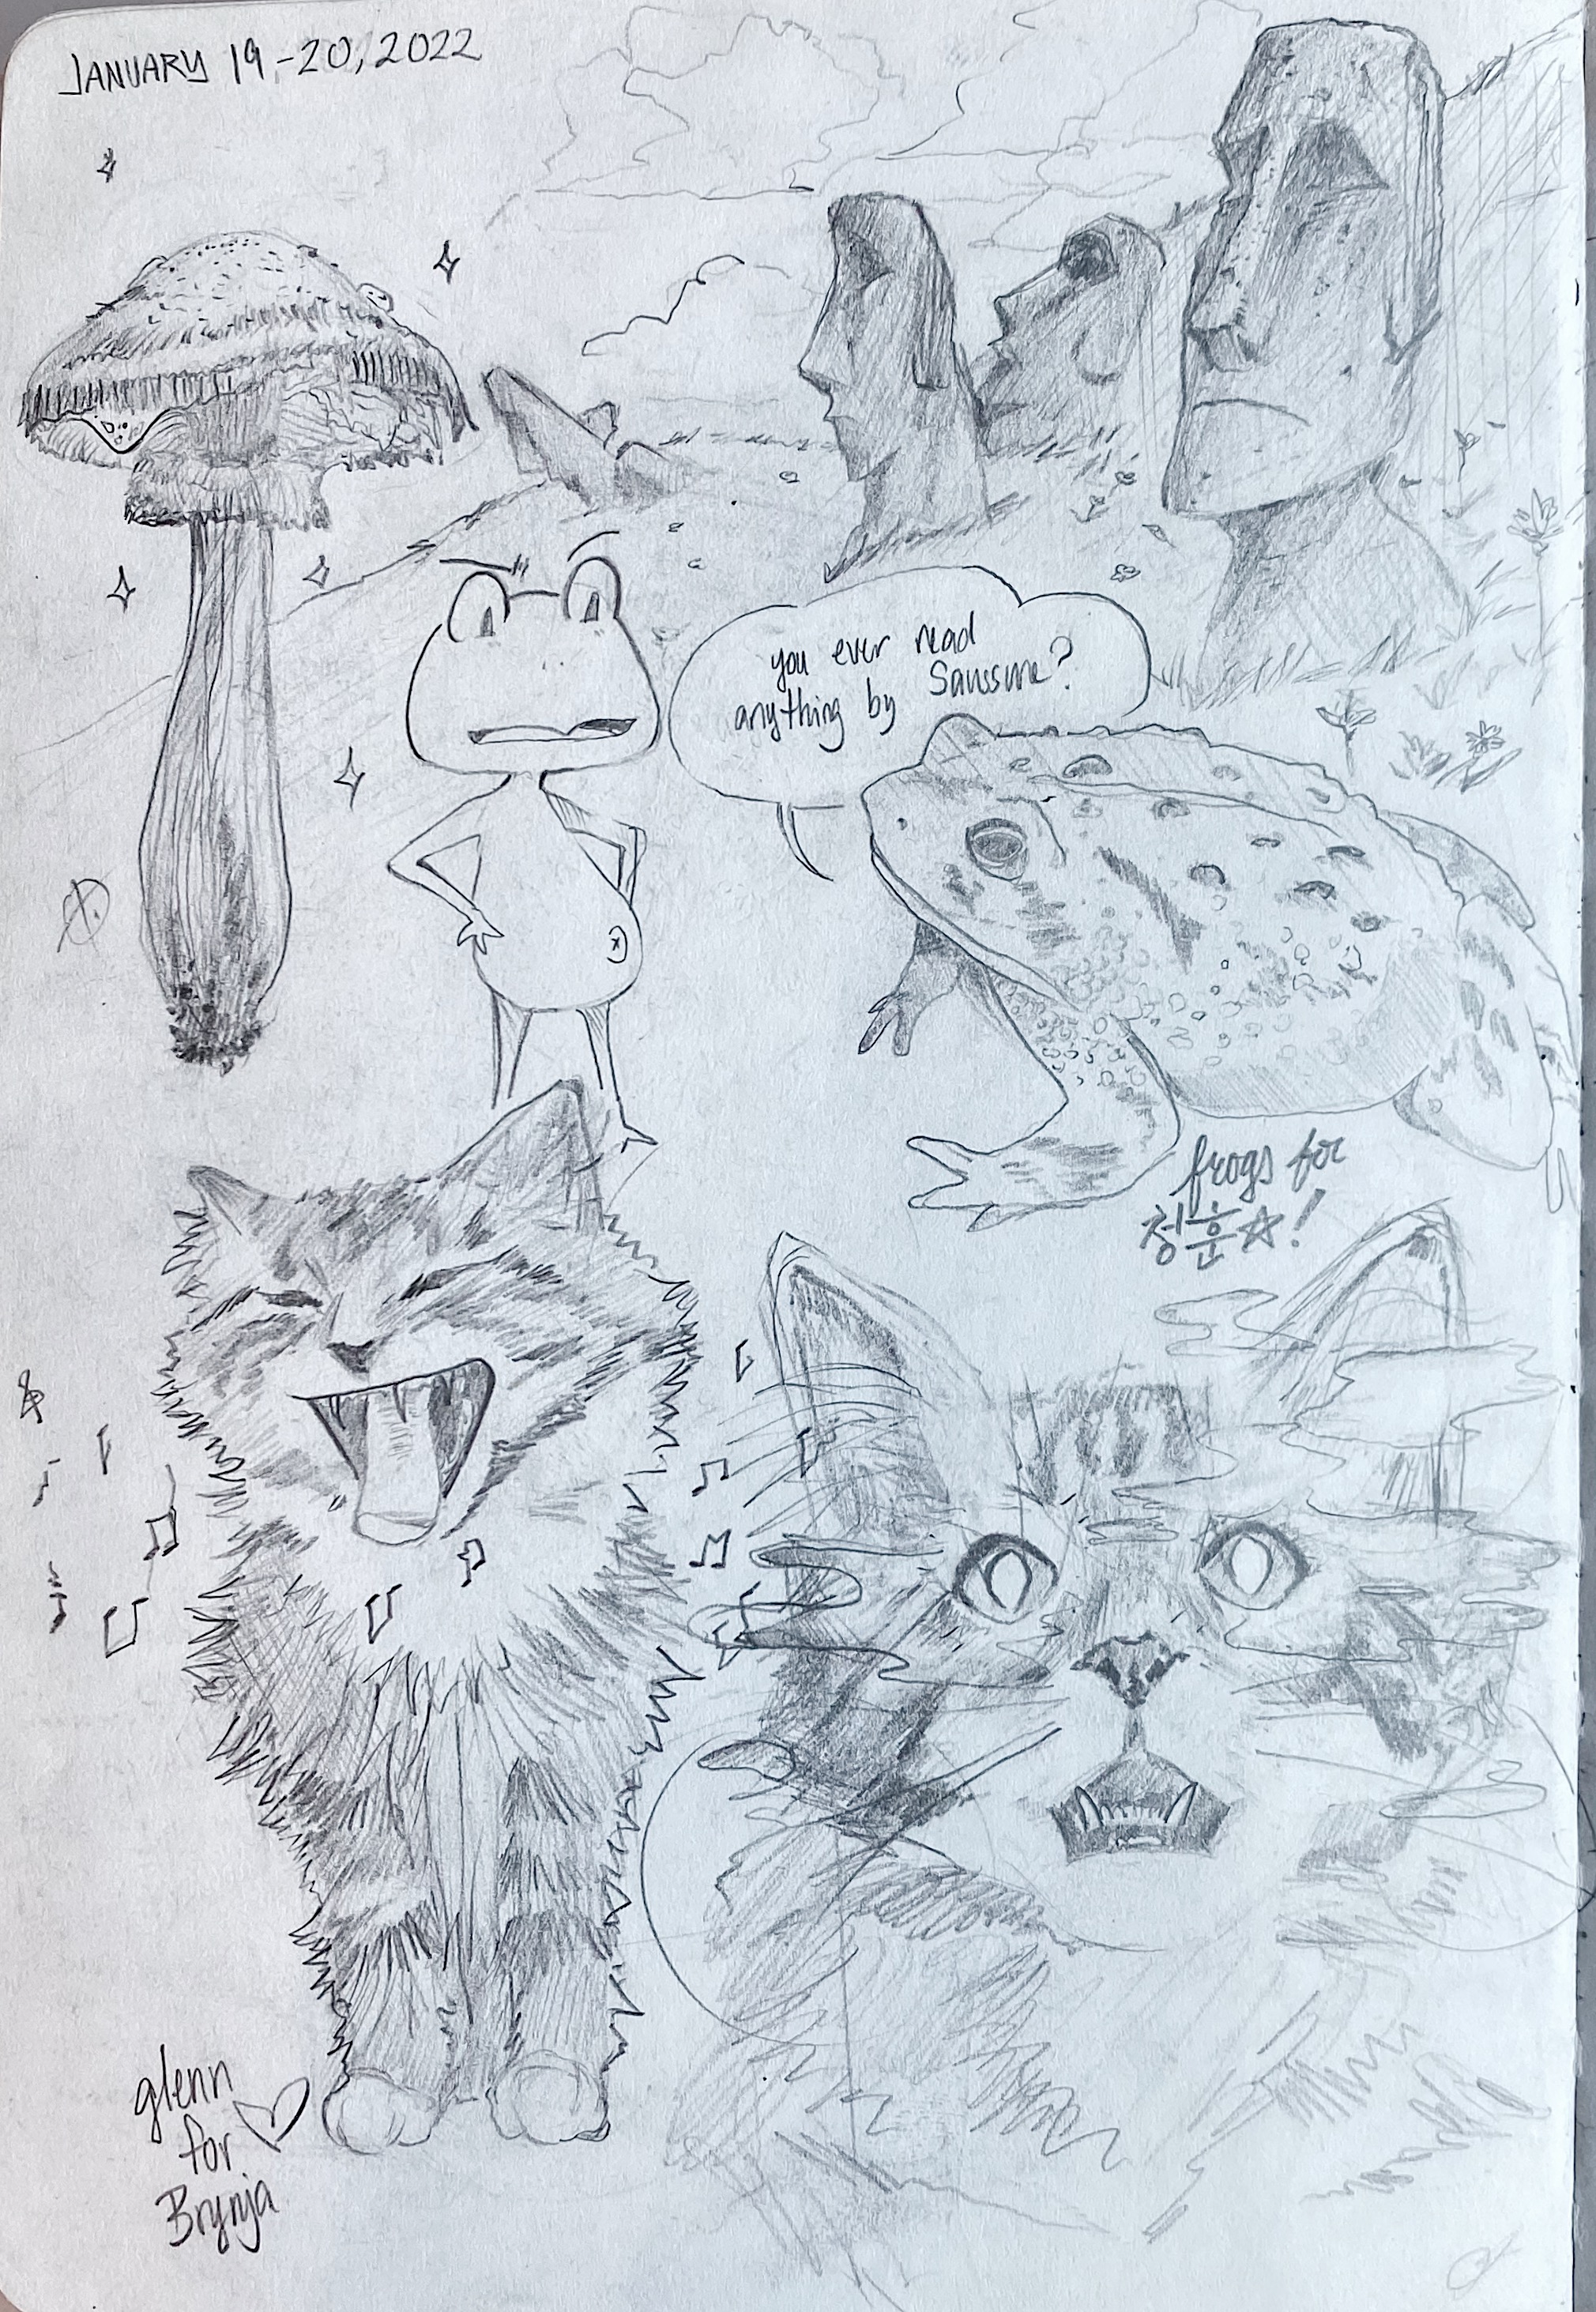 JANUARY 19-20, 2022
you ever read
anything by Saussure?
frogs for
청훈☆!
glenn
for
Brynja